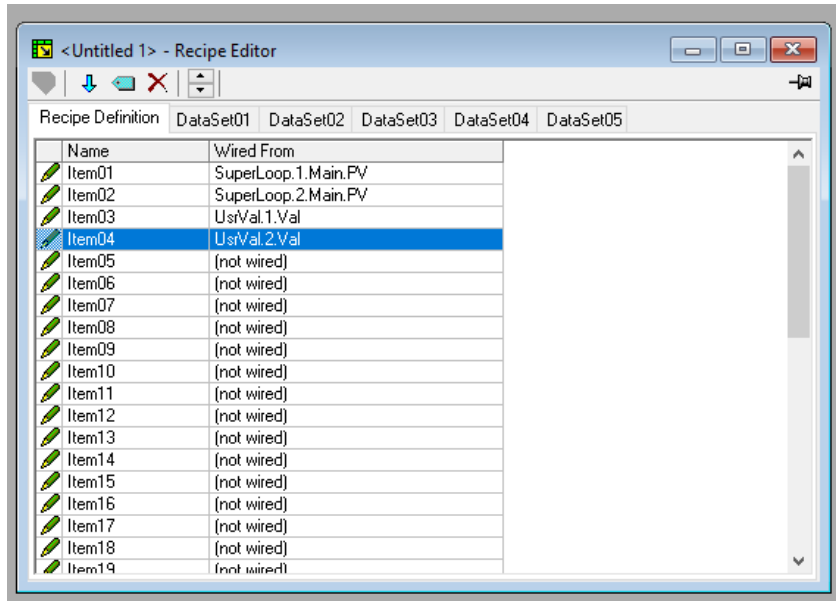 <Untitled 1> - Recipe Editor
Recipe Definition DataSet01 DataSet02 DataSet03 DataSet04 DataSet05
Name Wired From
Item01 SuperLoop.1.Main.PV
Item02 SuperLoop.2.Main.PV
Item03 UsrVal.1.Val
Item04 UsrVal.2.Val
Item05 (not wired)
Item06 (not wired)
Item07 (not wired)
Item08 (not wired)
Item09 (not wired)
Item10 (not wired)
Item11 (not wired)
Item12 (not wired)
Item13 (not wired)
Item14 (not wired)
Item15 (not wired)
Item16 (not wired)
Item17 (not wired)
Item18 (not wired)
Item19 (not wired)